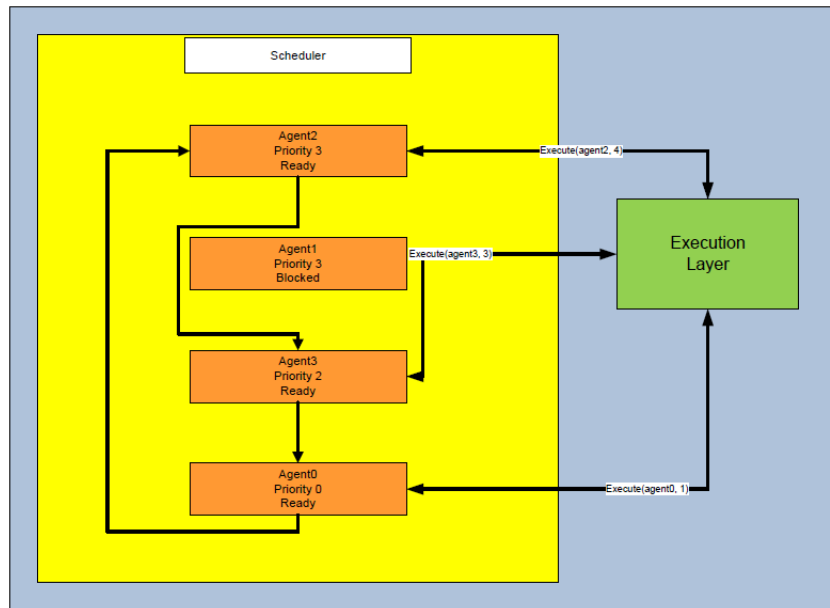 Scheduler
Agent2
Priority 3
Ready
Execute(agent2, 4)
Agent1
Priority 3
Blocked
Execute(agent3, 3)
Execution
Layer
Agent3
Priority 2
Ready
Agent0
Priority 0
Ready
Execute(agent0, 1)